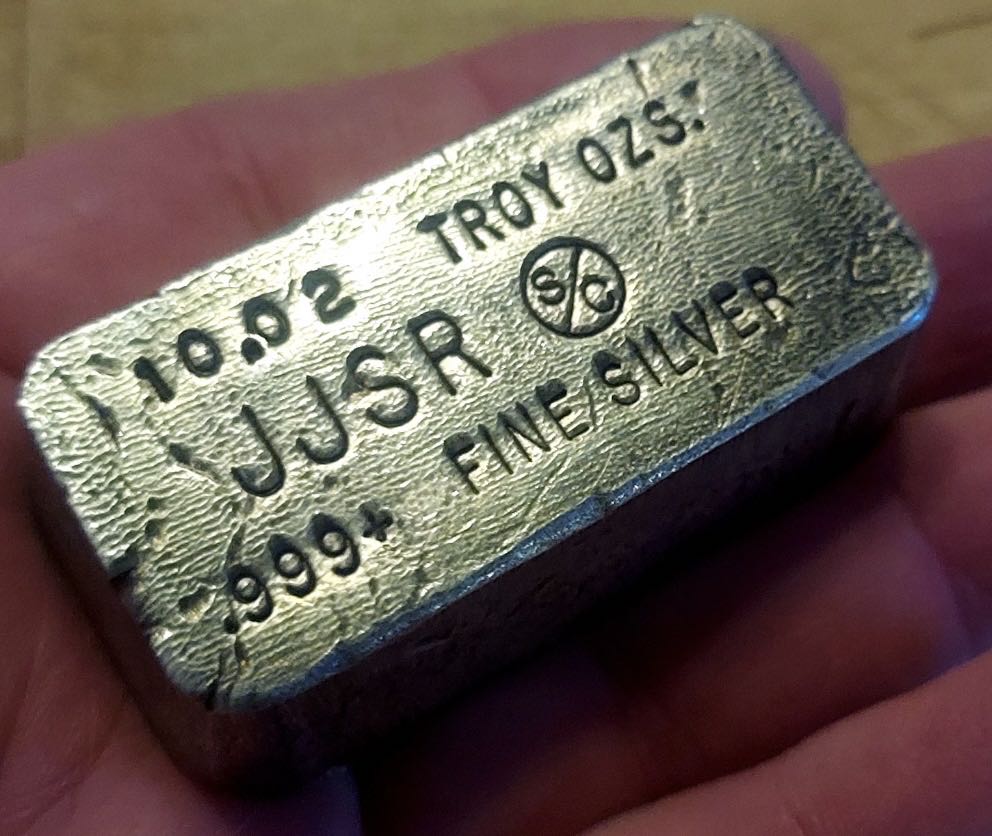 10.02 TROY OZS.
JJSR S/C
.999+ FINE/SILVER